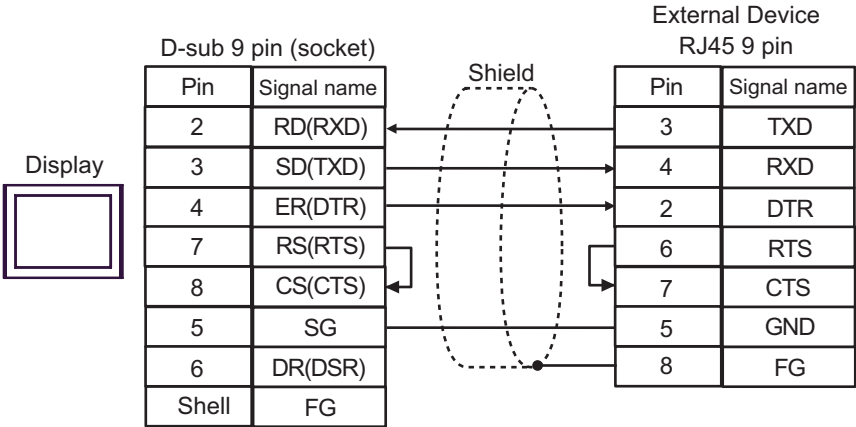 External Device
D-sub 9 pin (socket)
RJ45 9 pin
Shield
Pin Signal name Pin Signal name
2 RD(RXD) 3 TXD
Display
3 SD(TXD) 4 RXD
4 ER(DTR) 2 DTR
7 RS(RTS) 6 RTS
8 CS(CTS) 7 CTS
5 SG 5 GND
6 DR(DSR) 8 FG
Shell FG